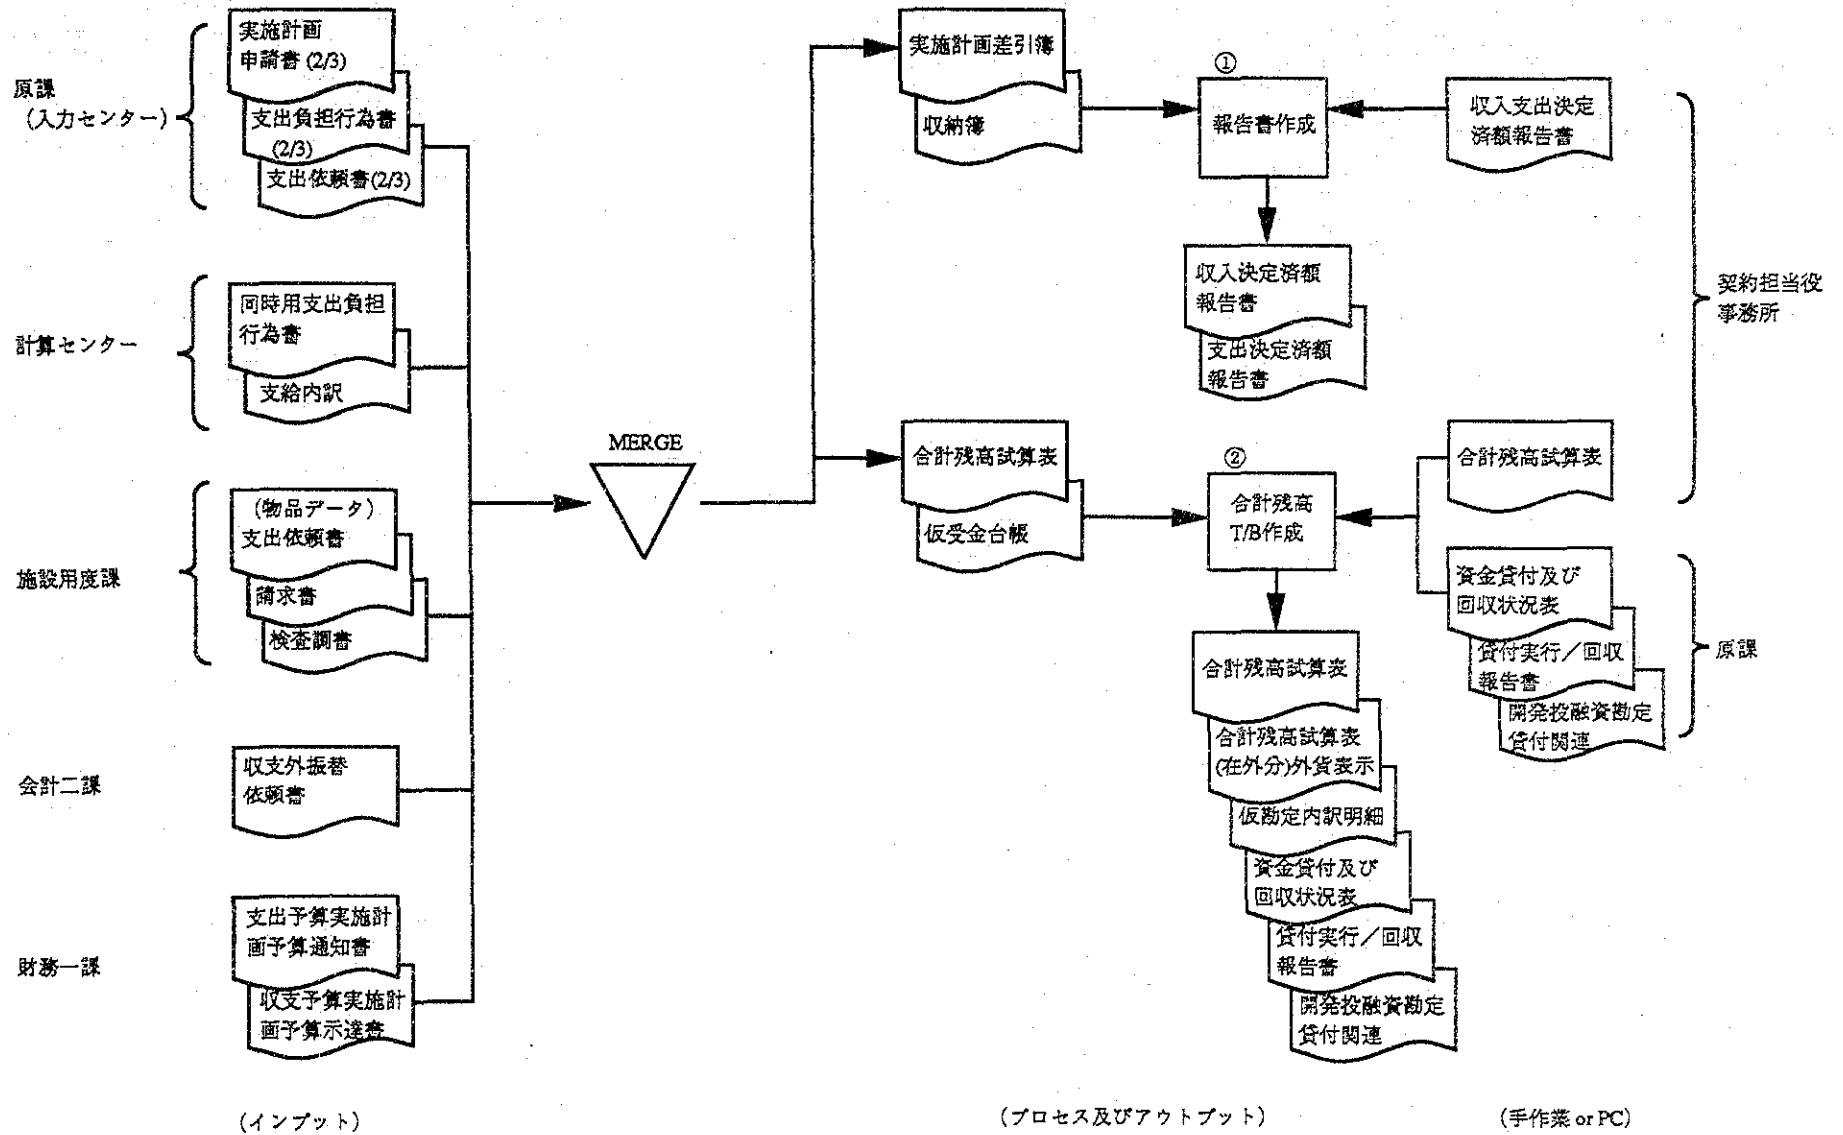 原課
（入力センター）
実施計画
申請書 (2/3)
支出負担行為書
(2/3)
支出依頼書(2/3)
計算センター
同時用支出負担
行為書
支給内訳
施設用度課
（物品データ）
支出依頼書
請求書
検査調書
会計二課
収支外振替
依頼書
財務一課
支出予算実施計
画予算通知書
収支予算実施計
画予算示達書
（インプット）
MERGE
実施計画差引簿
収納簿
①
報告書作成
収入決定済額
報告書
支出決定済額
報告書
合計残高試算表
仮受金台帳
②
合計残高
T/B作成
合計残高試算表
合計残高試算表
(在外分)外貨表示
仮勘定内訳明細
資金貸付及び
回収状況表
貸付実行／回収
報告書
開発投融資勘定
貸付関連
（プロセス及びアウトプット）
収入支出決定
済額報告書
合計残高試算表
契約担当役
事務所
資金貸付及び
回収状況表
貸付実行／回収
報告書
開発投融資勘定
貸付関連
原課
（手作業 or PC）